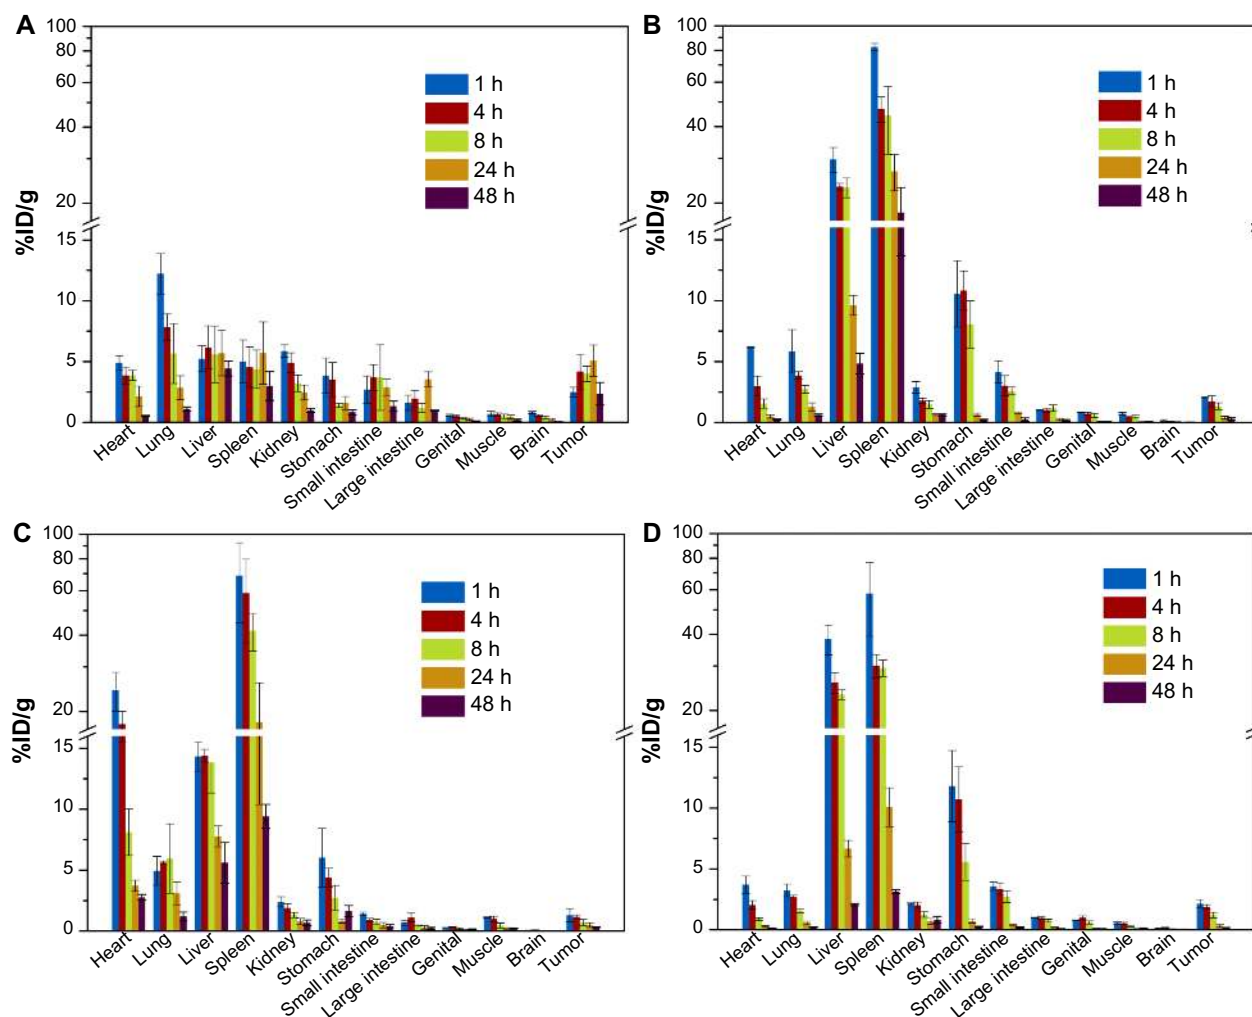 A
%ID/g
100
80
60
40
20
15
10
5
0
1 h
4 h
8 h
24 h
48 h
Heart
Lung
Liver
Spleen
Kidney
Stomach
Small intestine
Large intestine
Genital
Muscle
Brain
Tumor
B
%ID/g
100
80
60
40
20
15
10
5
0
1 h
4 h
8 h
24 h
48 h
Heart
Lung
Liver
Spleen
Kidney
Stomach
Small intestine
Large intestine
Genital
Muscle
Brain
Tumor
C
%ID/g
100
80
60
40
20
15
10
5
0
1 h
4 h
8 h
24 h
48 h
Heart
Lung
Liver
Spleen
Kidney
Stomach
Small intestine
Large intestine
Genital
Muscle
Brain
Tumor
D
%ID/g
100
80
60
40
20
15
10
5
0
1 h
4 h
8 h
24 h
48 h
Heart
Lung
Liver
Spleen
Kidney
Stomach
Small intestine
Large intestine
Genital
Muscle
Brain
Tumor